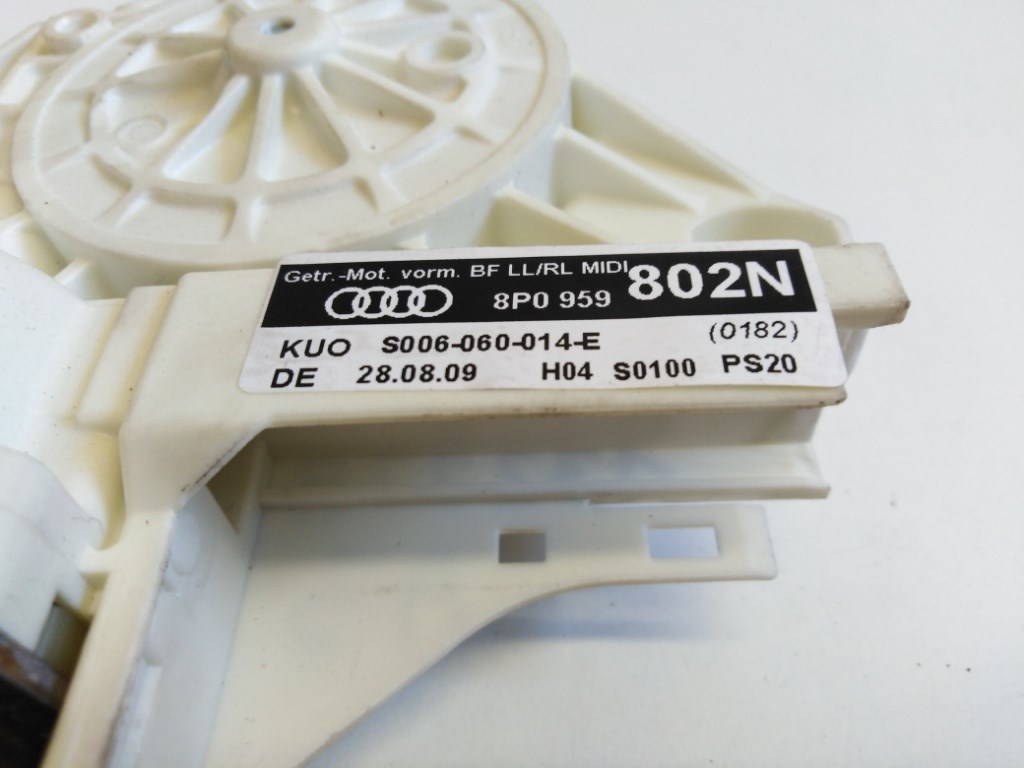 Getr.-Mot. vorm. BF LL/RL MIDI
8P0 959 802N
KUO S006-060-014-E (0182)
DE 28.08.09 H04 S0100 PS20